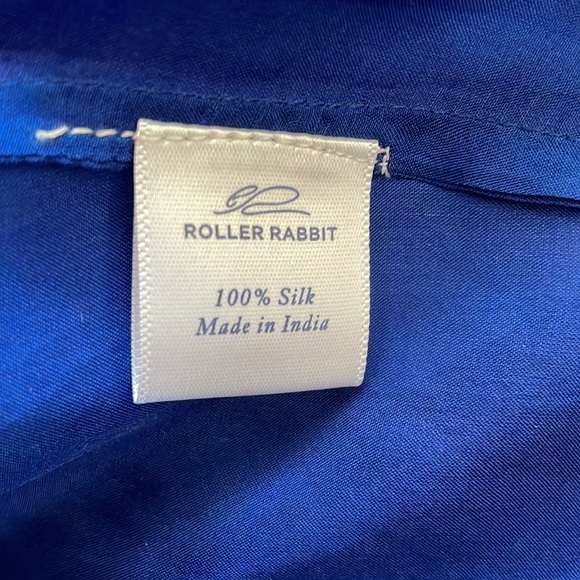 ROLLER RABBIT
100% Silk
Made in India